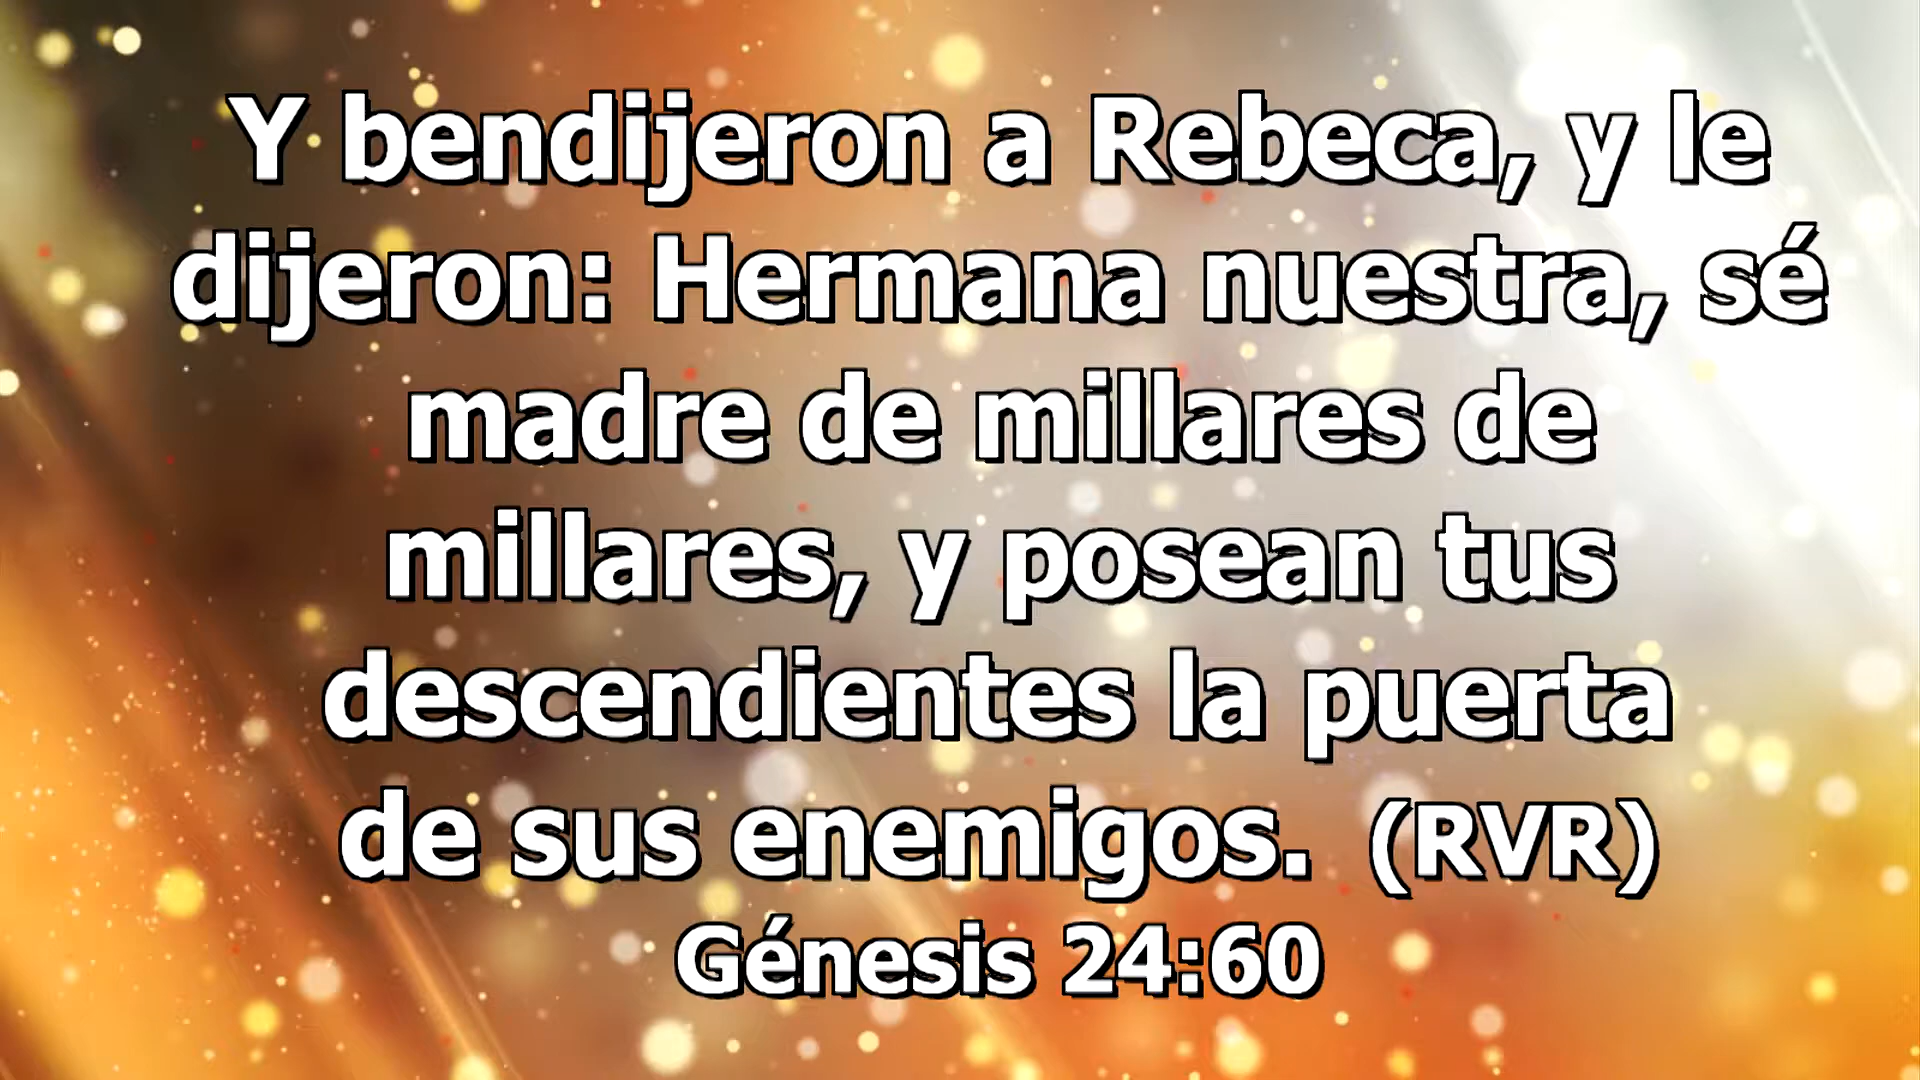 Y bendijeron a Rebeca, y le
dijeron: Hermana nuestra, sé
madre de millares de
millares, y posean tus
descendientes la puerta
de sus enemigos. (RVR)
Génesis 24:60